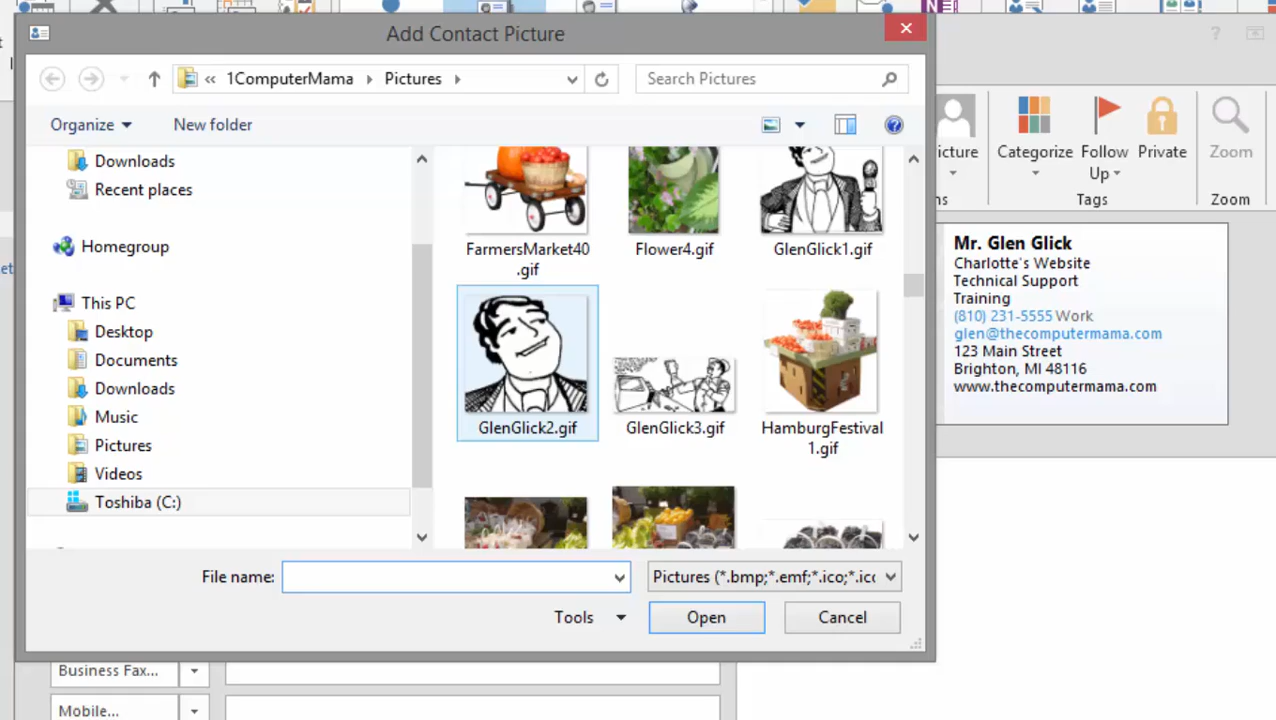 Add Contact Picture
« 1ComputerMama Pictures
Search Pictures
Organize
New folder
Downloads
Recent places
Homegroup
This PC
Desktop
Documents
Downloads
Music
Pictures
Videos
Toshiba (C:)
FarmersMarket40
.gif
Flower4.gif
GlenGlick1.gif
GlenGlick2.gif
GlenGlick3.gif
HamburgFestival
1.gif
File name:
Pictures (*.bmp;*.emf;*.ico;*.icc
Tools
Open
Cancel
Categorize
Follow
Up
Private
Zoom
Tags
Zoom
Mr. Glen Glick
Charlotte's Website
Technical Support
Training
(810) 231-5555 Work
glen@thecomputermama.com
123 Main Street
Brighton, MI 48116
www.thecomputermama.com
Business Fax...
Mobile...